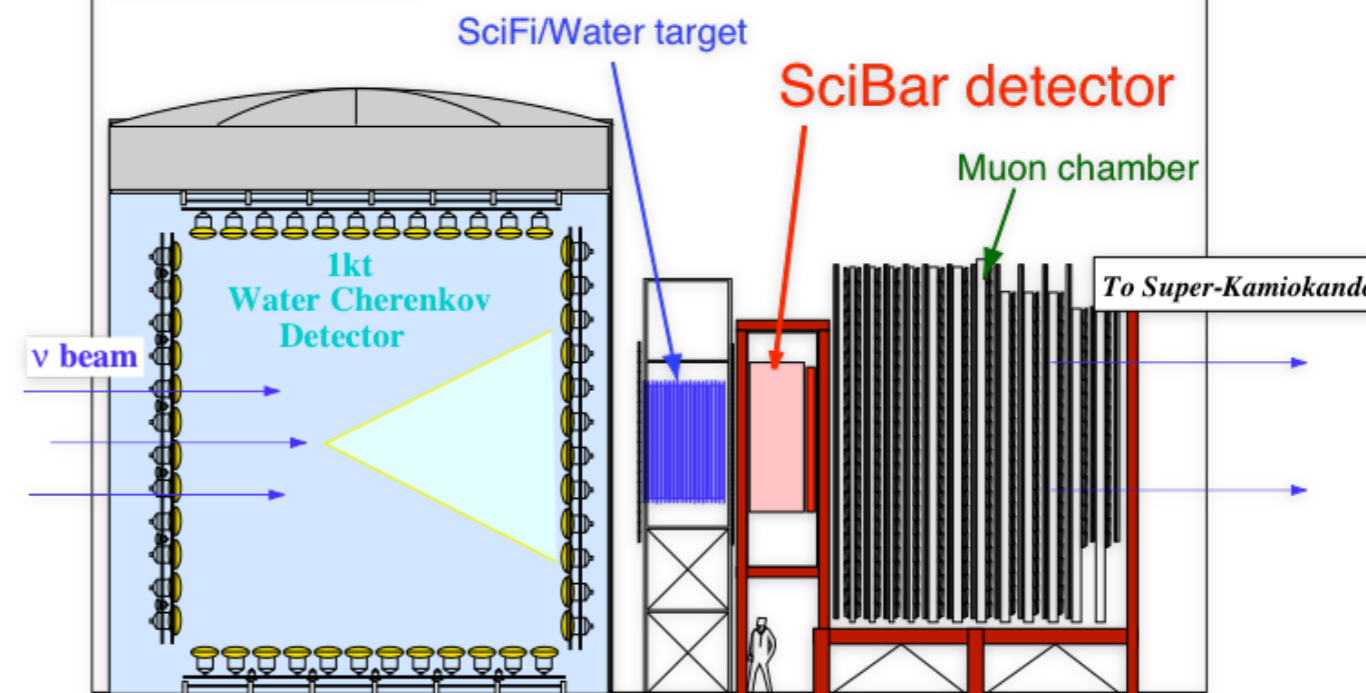 SciFi/Water target
SciBar detector
Muon chamber
1kt
Water Cherenkov
Detector
To Super-Kamiokande
ν beam